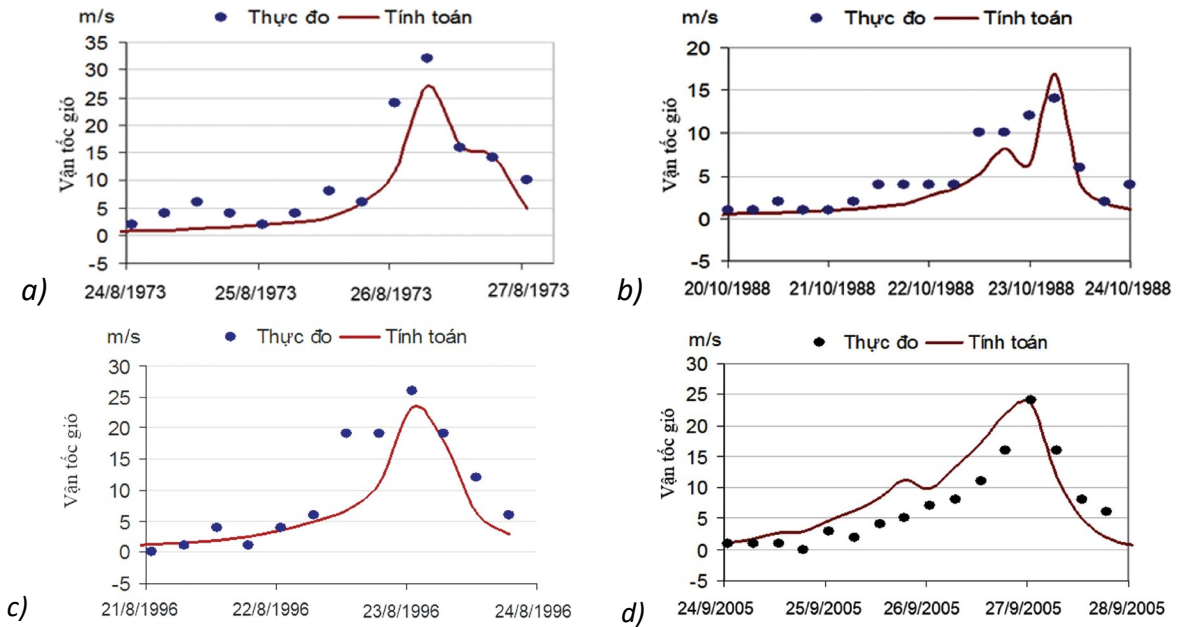 m/s Thực đo Tính toán
35
30
25
20
15
10
5
0
-5
Vận tốc gió
24/8/1973 25/8/1973 26/8/1973 27/8/1973
a)
m/s Thực đo Tính toán
20
15
10
5
0
-5
Vận tốc gió
20/10/1988 21/10/1988 22/10/1988 23/10/1988 24/10/1988
b)
m/s Thực đo Tính toán
30
25
20
15
10
5
0
-5
Vận tốc gió
21/8/1996 22/8/1996 23/8/1996 24/8/1996
c)
m/s Thực đo Tính toán
30
25
20
15
10
5
0
-5
Vận tốc gió
24/9/2005 25/9/2005 26/9/2005 27/9/2005 28/9/2005
d)